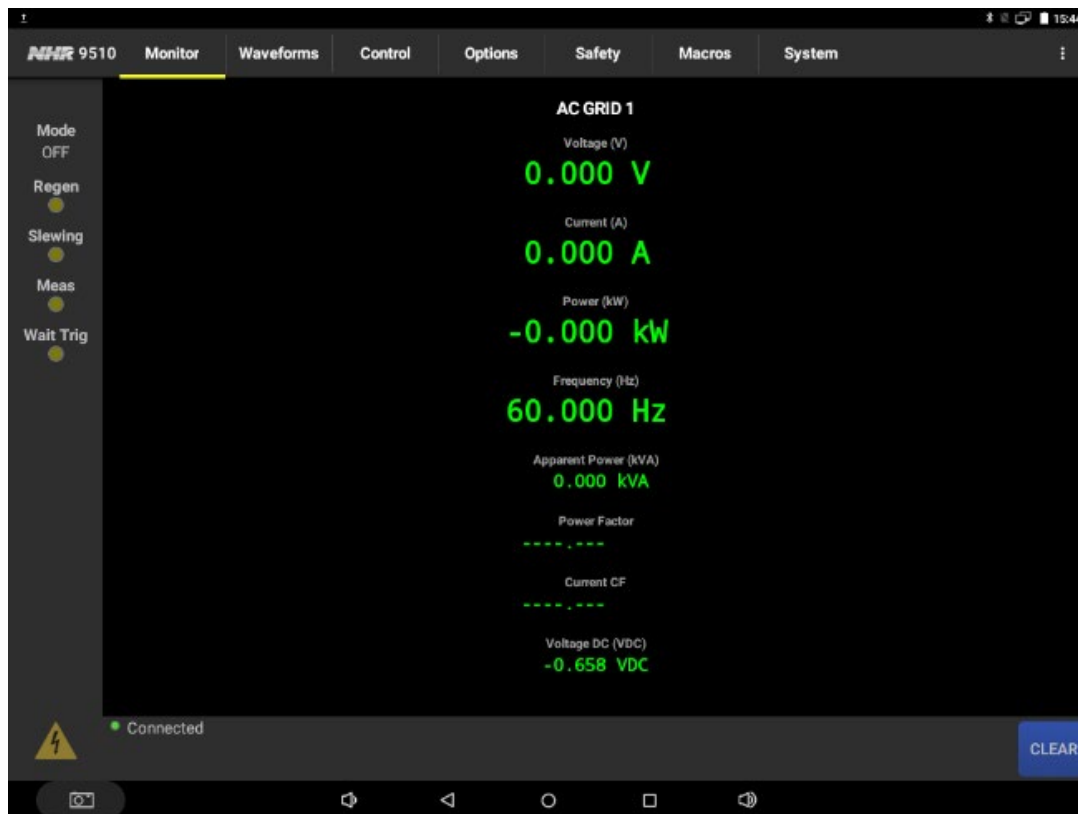 15:44
NHR 9510 Monitor Waveforms Control Options Safety Macros System
Mode
OFF
Regen
Slewing
Meas
Wait Trig
AC GRID 1
Voltage (V)
0.000 V
Current (A)
0.000 A
Power (kW)
-0.000 kW
Frequency (Hz)
60.000 Hz
Apparent Power (kVA)
0.000 kVA
Power Factor
----.---
Current CF
----.---
Voltage DC (VDC)
-0.658 VDC
Connected
CLEAR